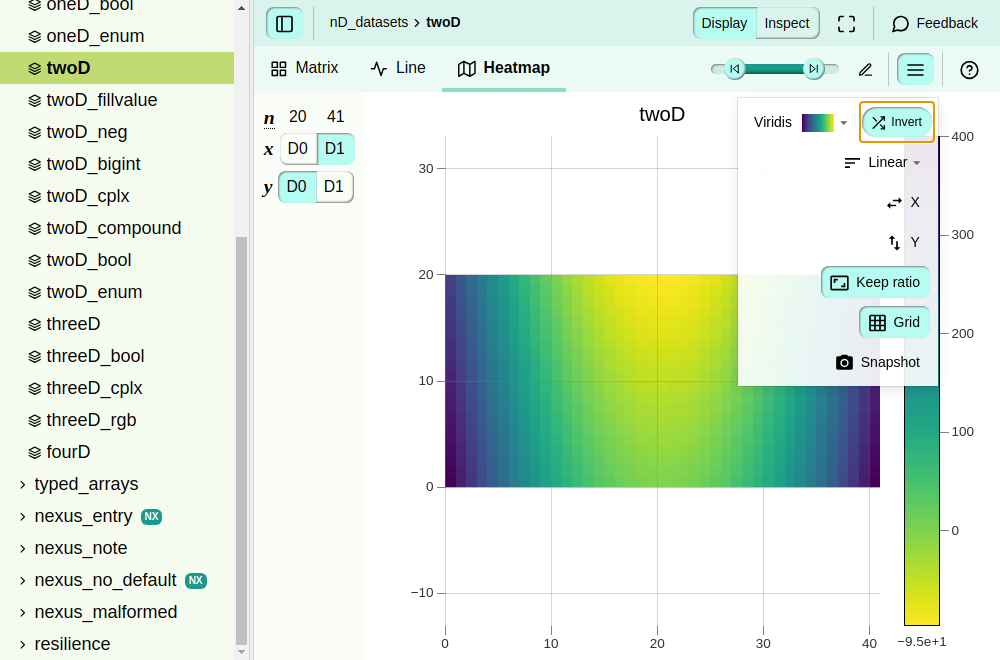 oneD_bool
oneD_enum
twoD
twoD_fillvalue
twoD_neg
twoD_bigint
twoD_cplx
twoD_compound
twoD_bool
twoD_enum
threeD
threeD_bool
threeD_cplx
threeD_rgb
fourD
typed_arrays
nexus_entry NX
nexus_note
nexus_no_default NX
nexus_malformed
resilience
nD_datasets > twoD
Display Inspect
Feedback
Matrix Line Heatmap
n 20 41
x D0 D1
y D0 D1
twoD
Viridis Invert
Linear
X
Y
Keep ratio
Grid
Snapshot
30
20
10
0
−10
0 10 20 30 40
400
300
200
100
0
−9.5e+1